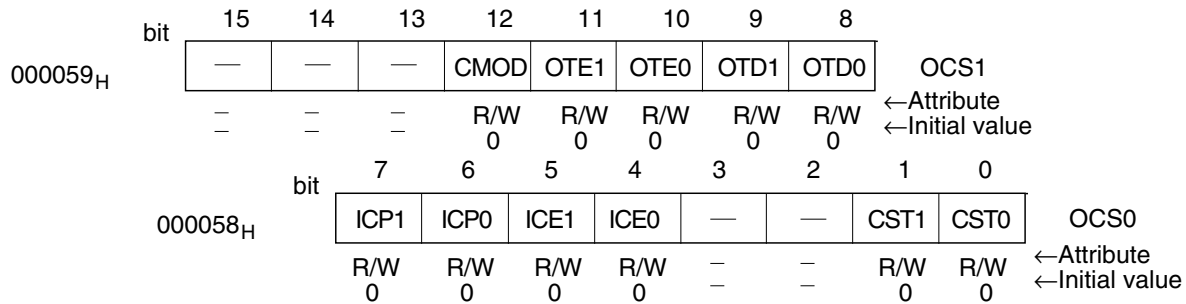 bit 15 14 13 12 11 10 9 8
000059H — — — CMOD OTE1 OTE0 OTD1 OTD0 OCS1
– – – R/W R/W R/W R/W R/W ←Attribute
– – – 0 0 0 0 0 ←Initial value
bit 7 6 5 4 3 2 1 0
000058H ICP1 ICP0 ICE1 ICE0 — — CST1 CST0 OCS0
R/W R/W R/W R/W – – R/W R/W ←Attribute
0 0 0 0 – – 0 0 ←Initial value